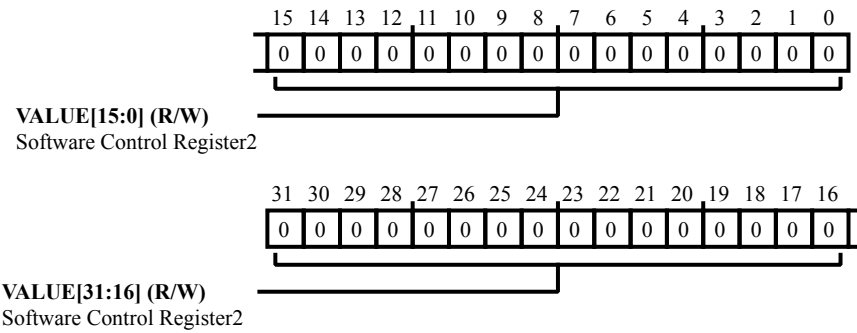 15 14 13 12 11 10 9 8 7 6 5 4 3 2 1 0
0 0 0 0 0 0 0 0 0 0 0 0 0 0 0 0
VALUE[15:0] (R/W)
Software Control Register2
31 30 29 28 27 26 25 24 23 22 21 20 19 18 17 16
0 0 0 0 0 0 0 0 0 0 0 0 0 0 0 0
VALUE[31:16] (R/W)
Software Control Register2